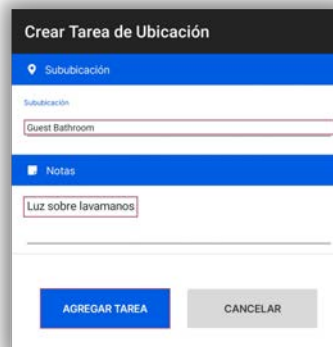 Crear Tarea de Ubicación
Sububicación
Sububicación
Guest Bathroom
Notas
Luz sobre lavamanos
AGREGAR TAREA
CANCELAR